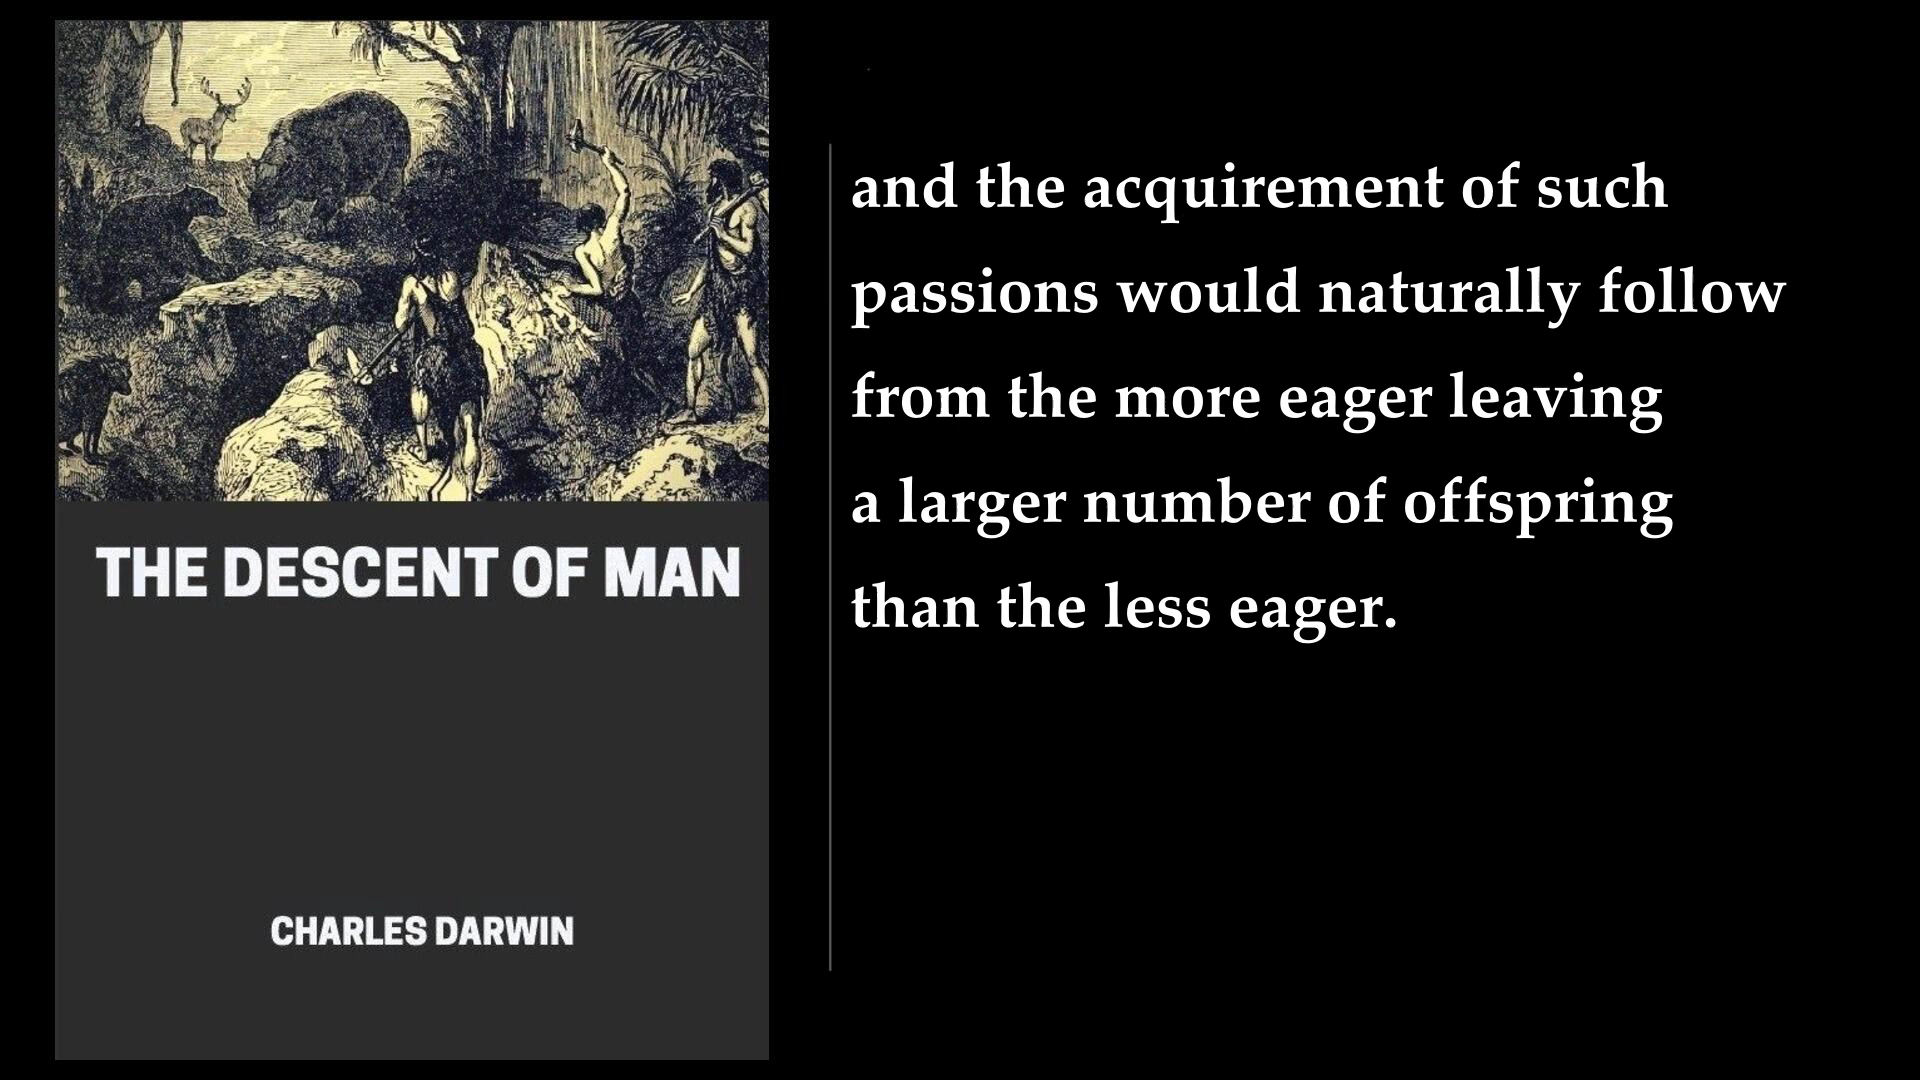 THE DESCENT OF MAN
CHARLES DARWIN
and the acquirement of such
passions would naturally follow
from the more eager leaving
a larger number of offspring
than the less eager.